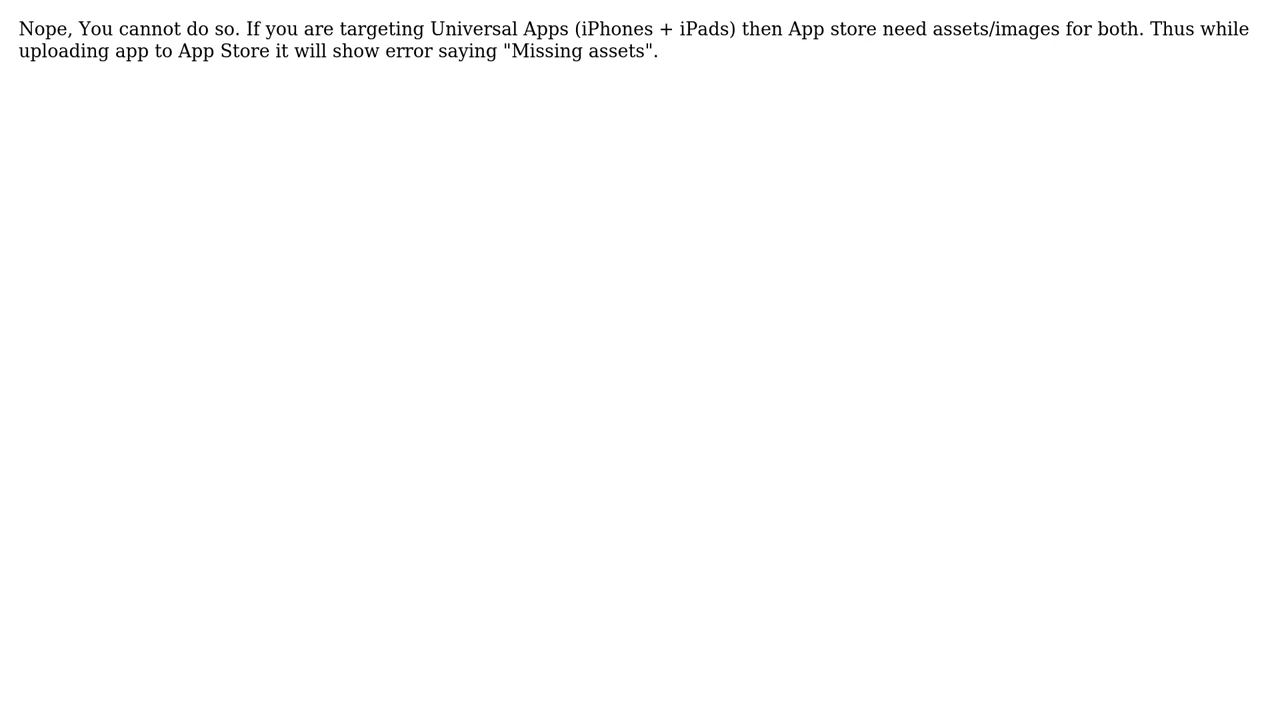 Nope, You cannot do so. If you are targeting Universal Apps (iPhones + iPads) then App store need assets/images for both. Thus while
uploading app to App Store it will show error saying "Missing assets".